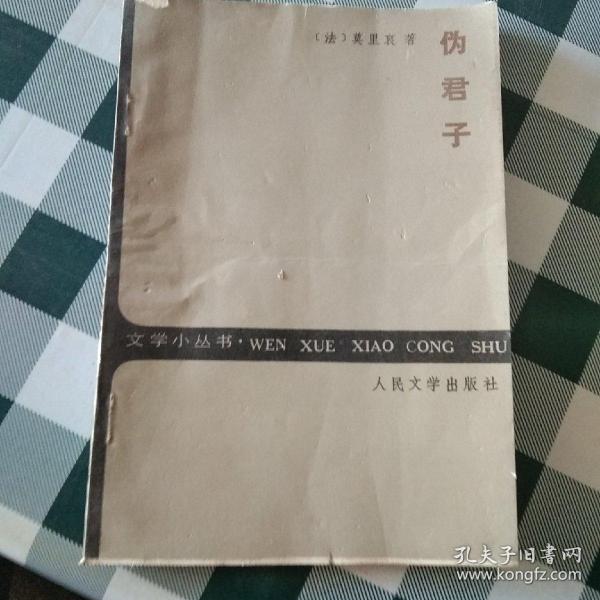 〔法〕莫里哀 著
伪君子
文学小丛书·WEN XUE XIAO CONG SHU
人民文学出版社
孔夫子旧書网
www.kongfz.com